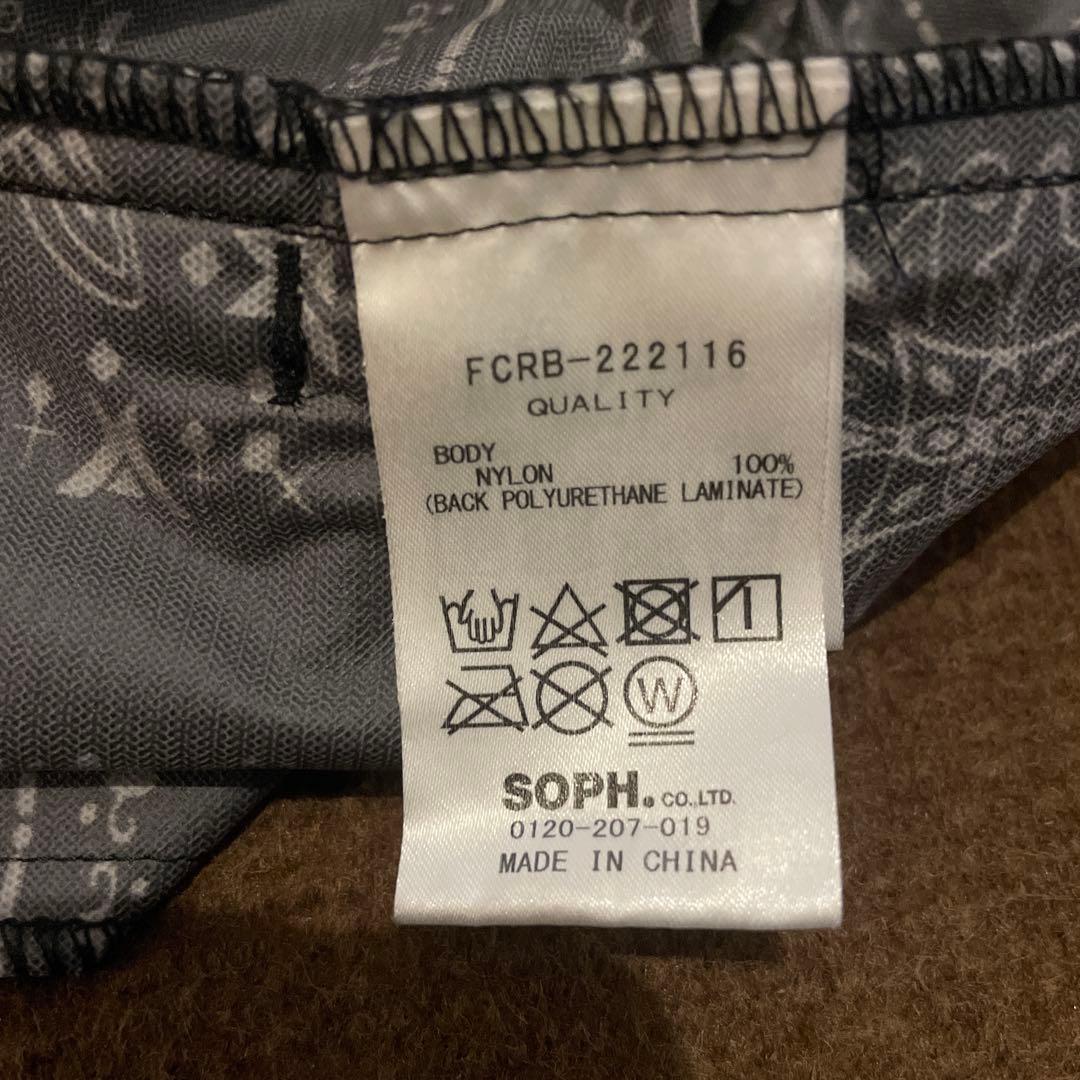 FCRB-222116
QUALITY
BODY
NYLON 100%
(BACK POLYURETHANE LAMINATE)
W
SOPH. CO.,LTD.
0120-207-019
MADE IN CHINA